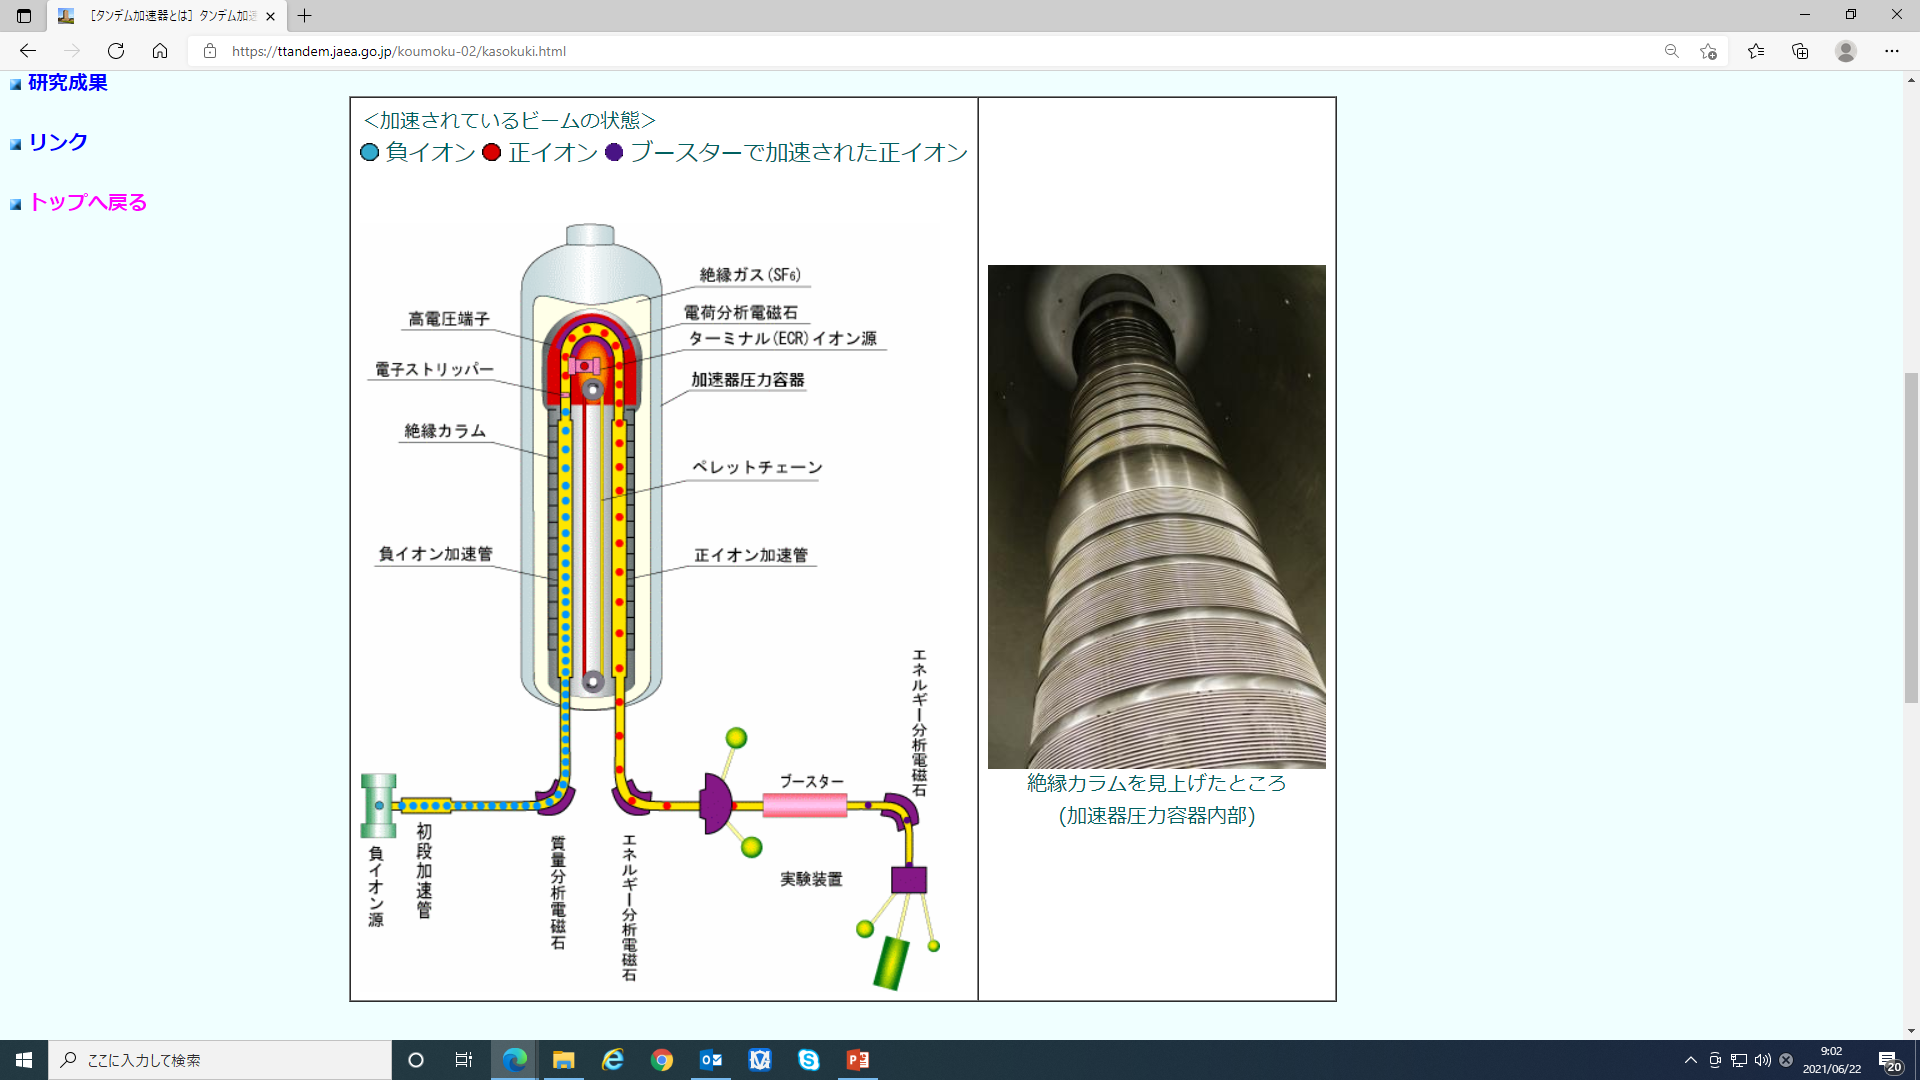 ［タンデム加速器とは］タンデム加速
https://ttandem.jaea.go.jp/koumoku-02/kasokuki.html
研究成果
リンク
トップへ戻る
＜加速されているビームの状態＞
負イオン 正イオン ブースターで加速された正イオン
絶縁ガス(SF6)
高電圧端子
電荷分析電磁石
ターミナル(ECR)イオン源
電子ストリッパー
加速器圧力容器
絶縁カラム
ペレットチェーン
負イオン加速管
正イオン加速管
エネルギー分析電磁石
ブースター
負イオン源
初段加速管
質量分析電磁石
エネルギー分析電磁石
実験装置
絶縁カラムを見上げたところ
(加速器圧力容器内部)
ここに入力して検索
9:02
2021/06/22
20